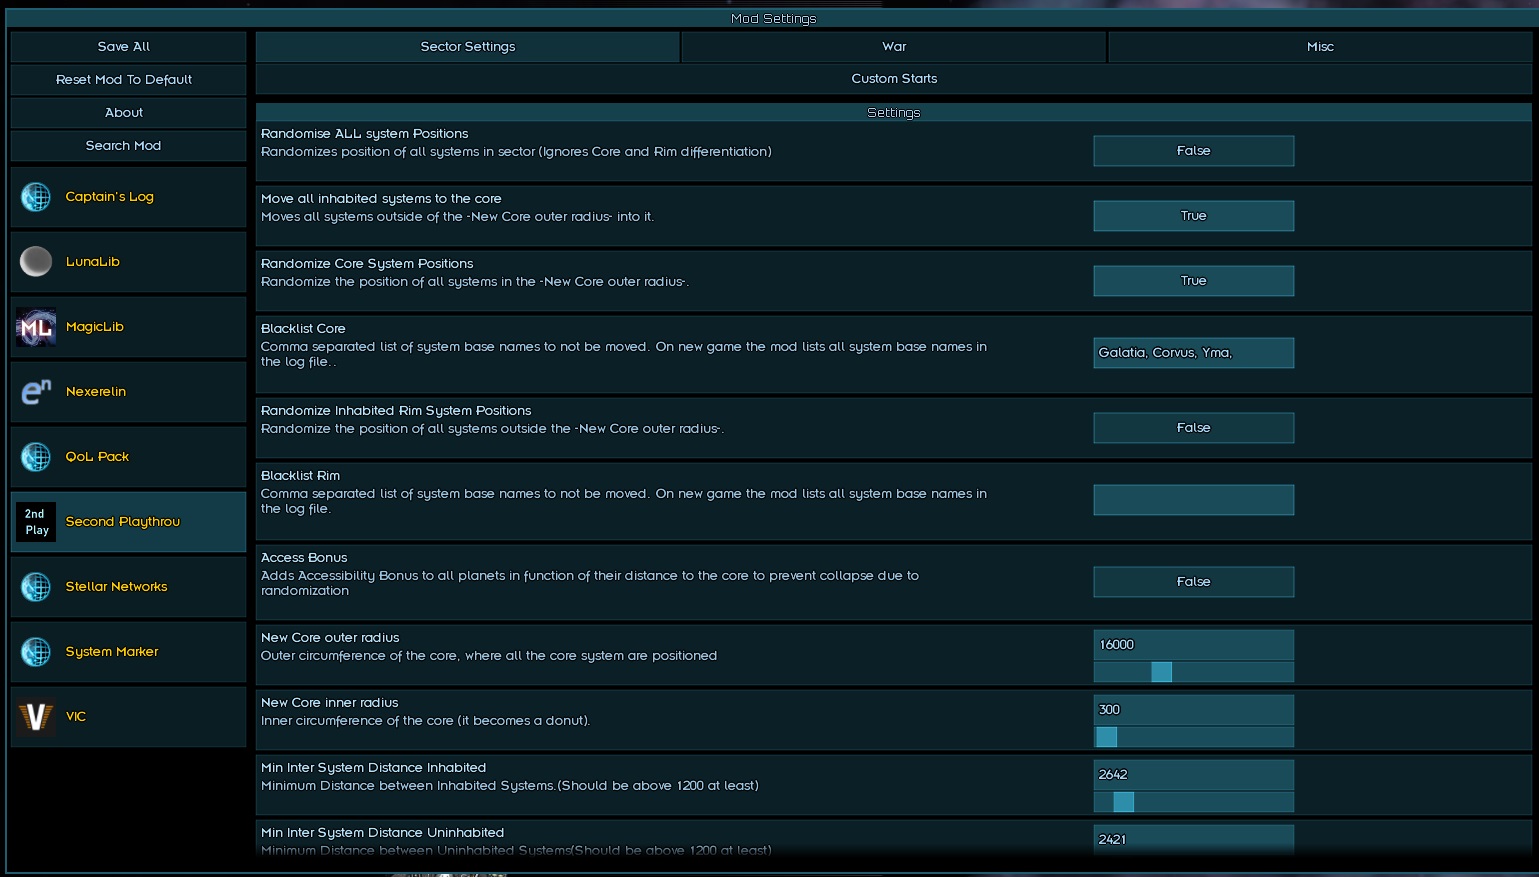 Mod Settings
Save All
Reset Mod To Default
About
Search Mod
Captain's Log
LunaLib
ML
MagicLib
en
Nexerelin
QoL Pack
2nd
Play
Second Playthrou
Stellar Networks
System Marker
V
VIC
Sector Settings
War
Misc
Custom Starts
Settings
Randomise ALL system Positions
Randomizes position of all systems in sector (Ignores Core and Rim differentiation)
False
Move all inhabited systems to the core
Moves all systems outside of the -New Core outer radius- into it.
True
Randomize Core System Positions
Randomize the position of all systems in the -New Core outer radius-.
True
Blacklist Core
Comma separated list of system base names to not be moved. On new game the mod lists all system base names in
the log file..
Galatia, Corvus, Yma,
Randomize Inhabited Rim System Positions
Randomize the position of all systems outside the -New Core outer radius-.
False
Blacklist Rim
Comma separated list of system base names to not be moved. On new game the mod lists all system base names in
the log file.
Access Bonus
Adds Accessibility Bonus to all planets in function of their distance to the core to prevent collapse due to
randomization
False
New Core outer radius
Outer circumference of the core, where all the core system are positioned
16000
New Core inner radius
Inner circumference of the core (it becomes a donut).
300
Min Inter System Distance Inhabited
Minimum Distance between Inhabited Systems.(Should be above 1200 at least)
2642
Min Inter System Distance Uninhabited
Minimum Distance between Uninhabited Systems(Should be above 1200 at least)
2421